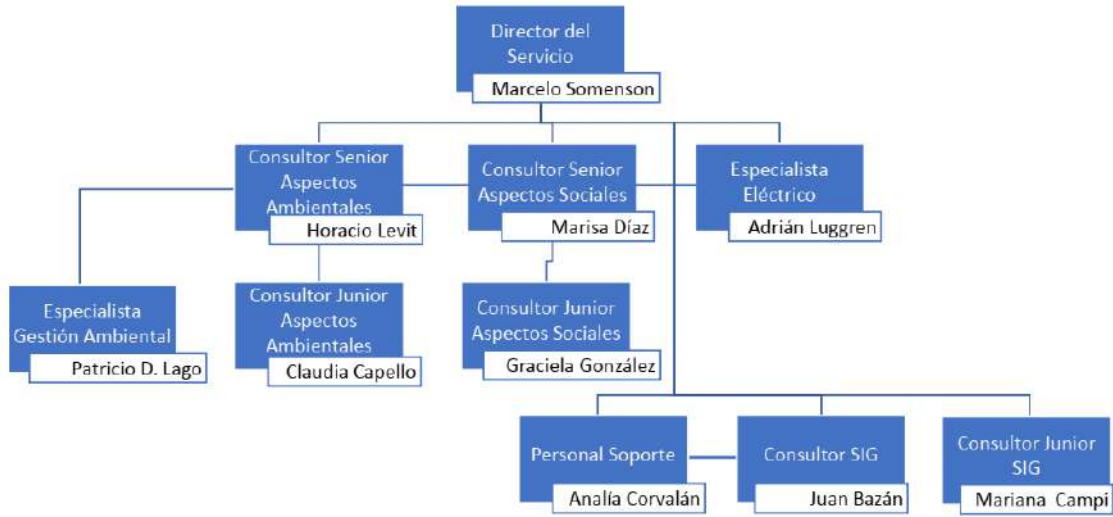 Director del
Servicio
Marcelo Somenson
Consultor Senior
Aspectos
Ambientales
Horacio Levit
Consultor Senior
Aspectos Sociales
Marisa Díaz
Especialista
Eléctrico
Adrián Luggren
Especialista
Gestión Ambiental
Patricio D. Lago
Consultor Junior
Aspectos
Ambientales
Claudia Capello
Consultor Junior
Aspectos Sociales
Graciela González
Personal Soporte
Analía Corvalán
Consultor SIG
Juan Bazán
Consultor Junior
SIG
Mariana Campi